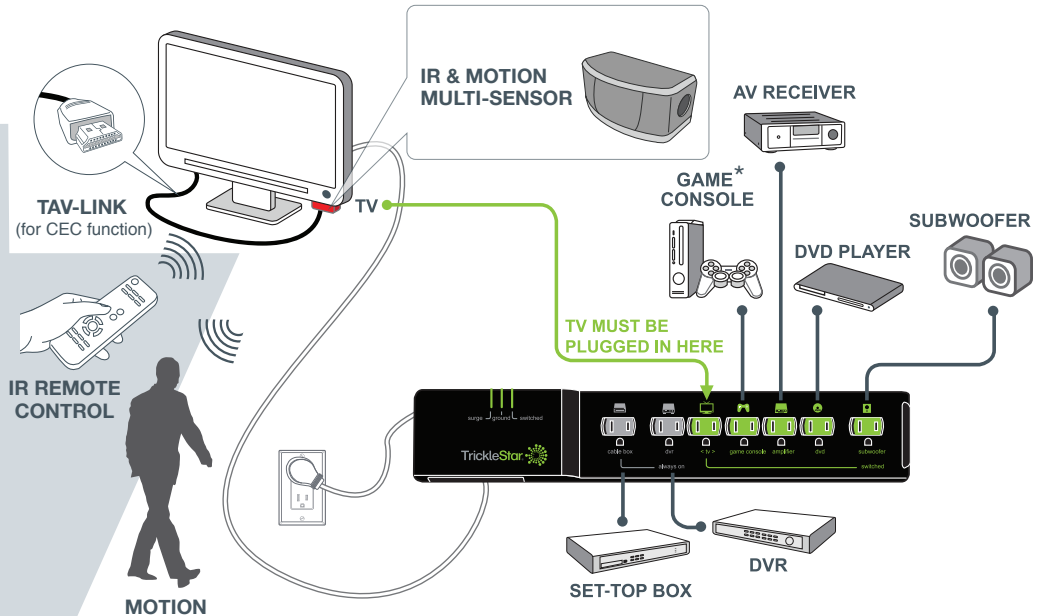 IR & MOTION
MULTI-SENSOR
AV RECEIVER
TAV-LINK
(for CEC function)
TV
GAME*
CONSOLE
SUBWOOFER
DVD PLAYER
TV MUST BE
PLUGGED IN HERE
IR REMOTE
CONTROL
surge ground switched
TrickleStar
cable box dvr < tv > game console amplifier dvd subwoofer
always on switched
SET-TOP BOX
DVR
MOTION